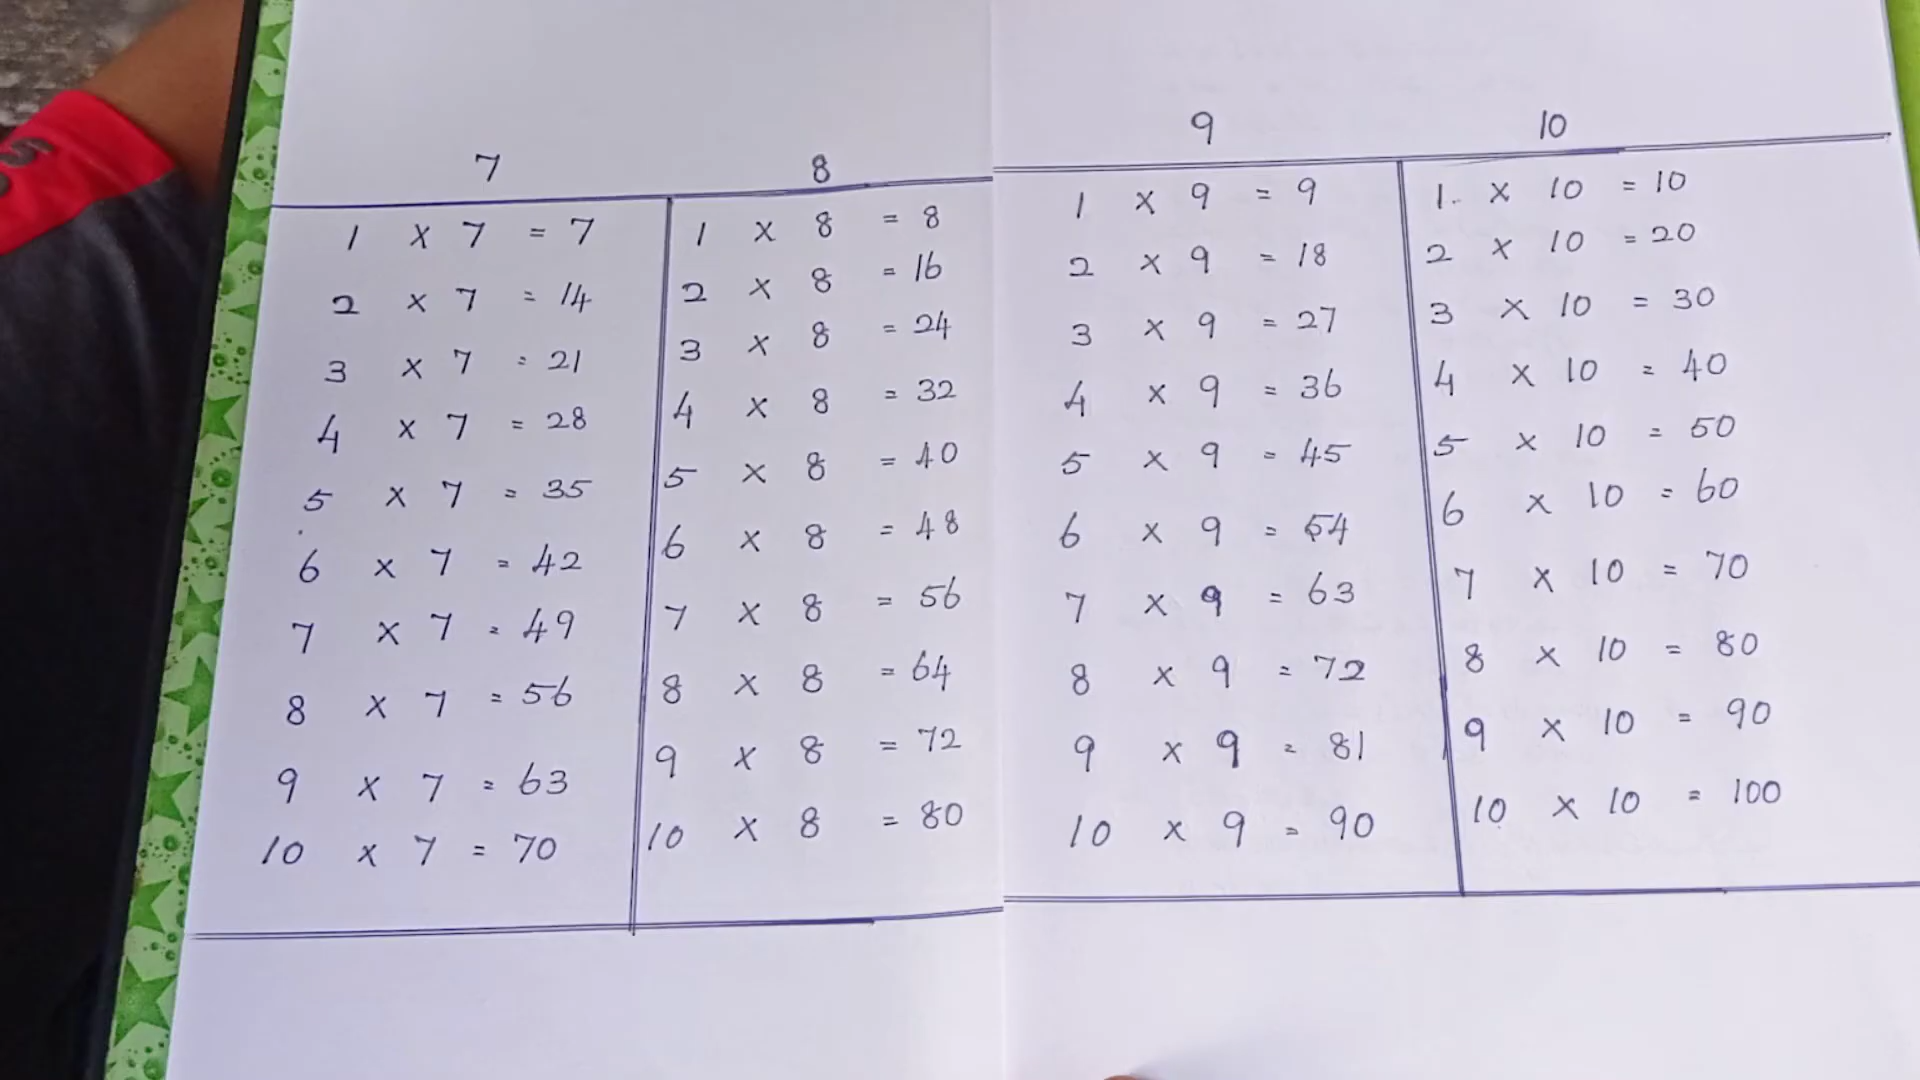 7
1 x 7 = 7
2 x 7 = 14
3 x 7 = 21
4 x 7 = 28
5 x 7 = 35
6 x 7 = 42
7 x 7 = 49
8 x 7 = 56
9 x 7 = 63
10 x 7 = 70
8
1 x 8 = 8
2 x 8 = 16
3 x 8 = 24
4 x 8 = 32
5 x 8 = 40
6 x 8 = 48
7 x 8 = 56
8 x 8 = 64
9 x 8 = 72
10 x 8 = 80
9
1 x 9 = 9
2 x 9 = 18
3 x 9 = 27
4 x 9 = 36
5 x 9 = 45
6 x 9 = 54
7 x 9 = 63
8 x 9 = 72
9 x 9 = 81
10 x 9 = 90
10
1. x 10 = 10
2 x 10 = 20
3 x 10 = 30
4 x 10 = 40
5 x 10 = 50
6 x 10 = 60
7 x 10 = 70
8 x 10 = 80
9 x 10 = 90
10 x 10 = 100